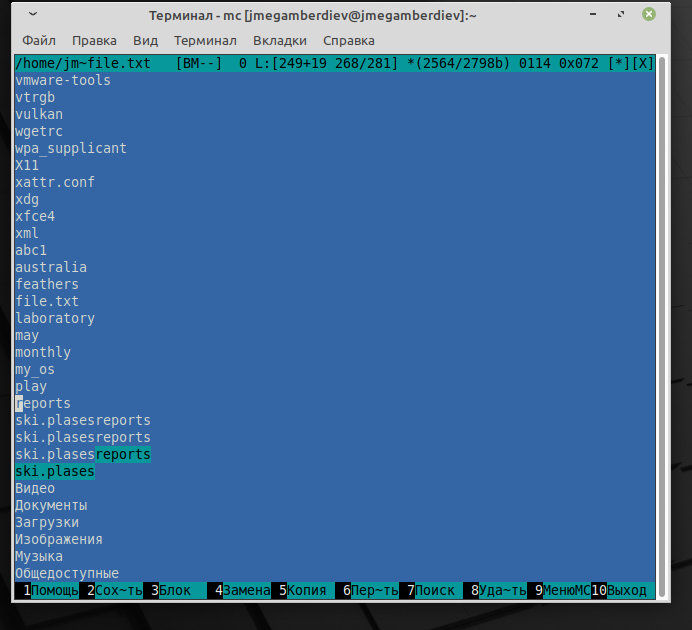 Терминал - mc [jmegamberdiev@jmegamberdiev]:~
Файл Правка Вид Терминал Вкладки Справка
/home/jm~file.txt [BM--] 0 L:[249+19 268/281] *(2564/2798b) 0114 0x072 [*][X]
vmware-tools
vtrgb
vulkan
wgetrc
wpa_supplicant
X11
xattr.conf
xdg
xfce4
xml
abc1
australia
feathers
file.txt
laboratory
may
monthly
my_os
play
reports
ski.plasesreports
ski.plasesreports
ski.plasesreports
ski.plases
Видео
Документы
Загрузки
Изображения
Музыка
Общедоступные
1Помощь 2Сох~ть 3Блок 4Замена 5Копия 6Пер~ть 7Поиск 8Уда~ть 9МенюMC 10Выход